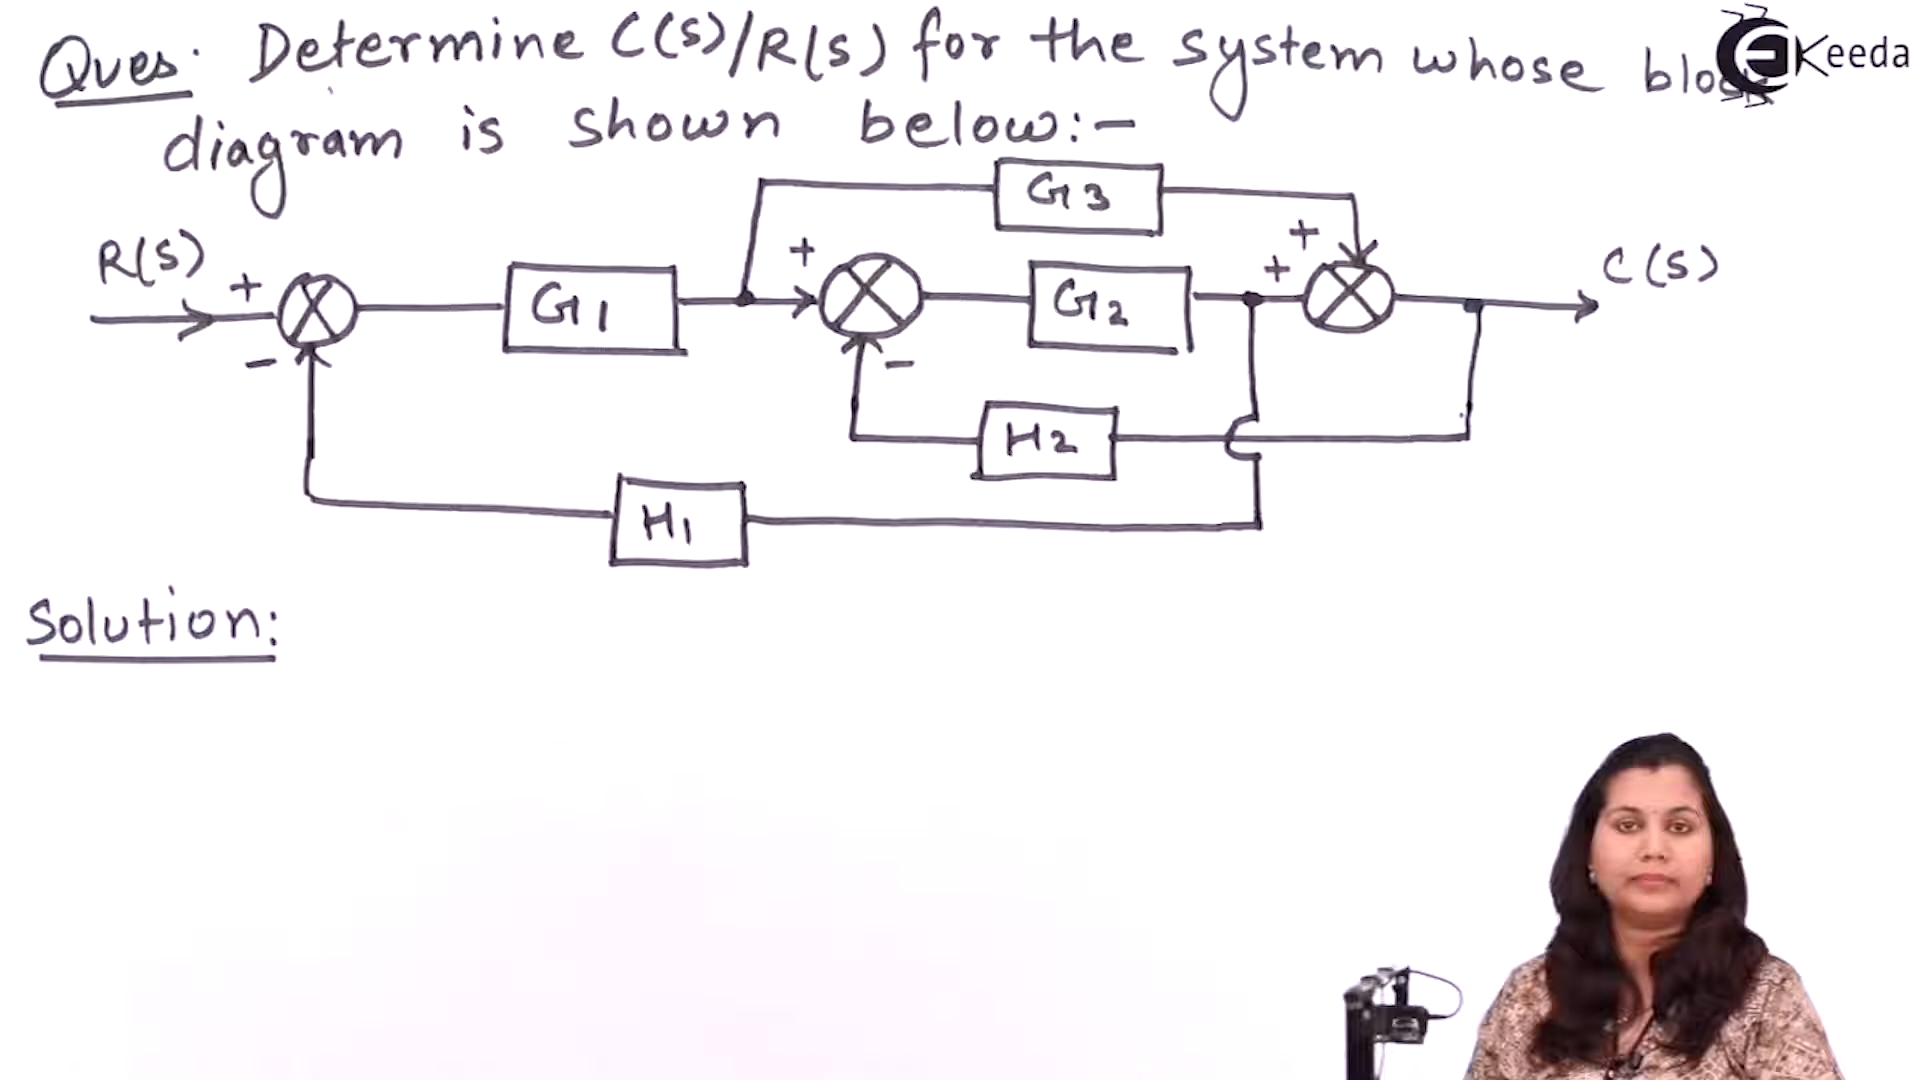 Ques. Determine C(s)/R(s) for the system whose block
Keeda
diagram is shown below:-
G3
R(s) + - G1 + - G2 + + C(s)
H2
H1
Solution: